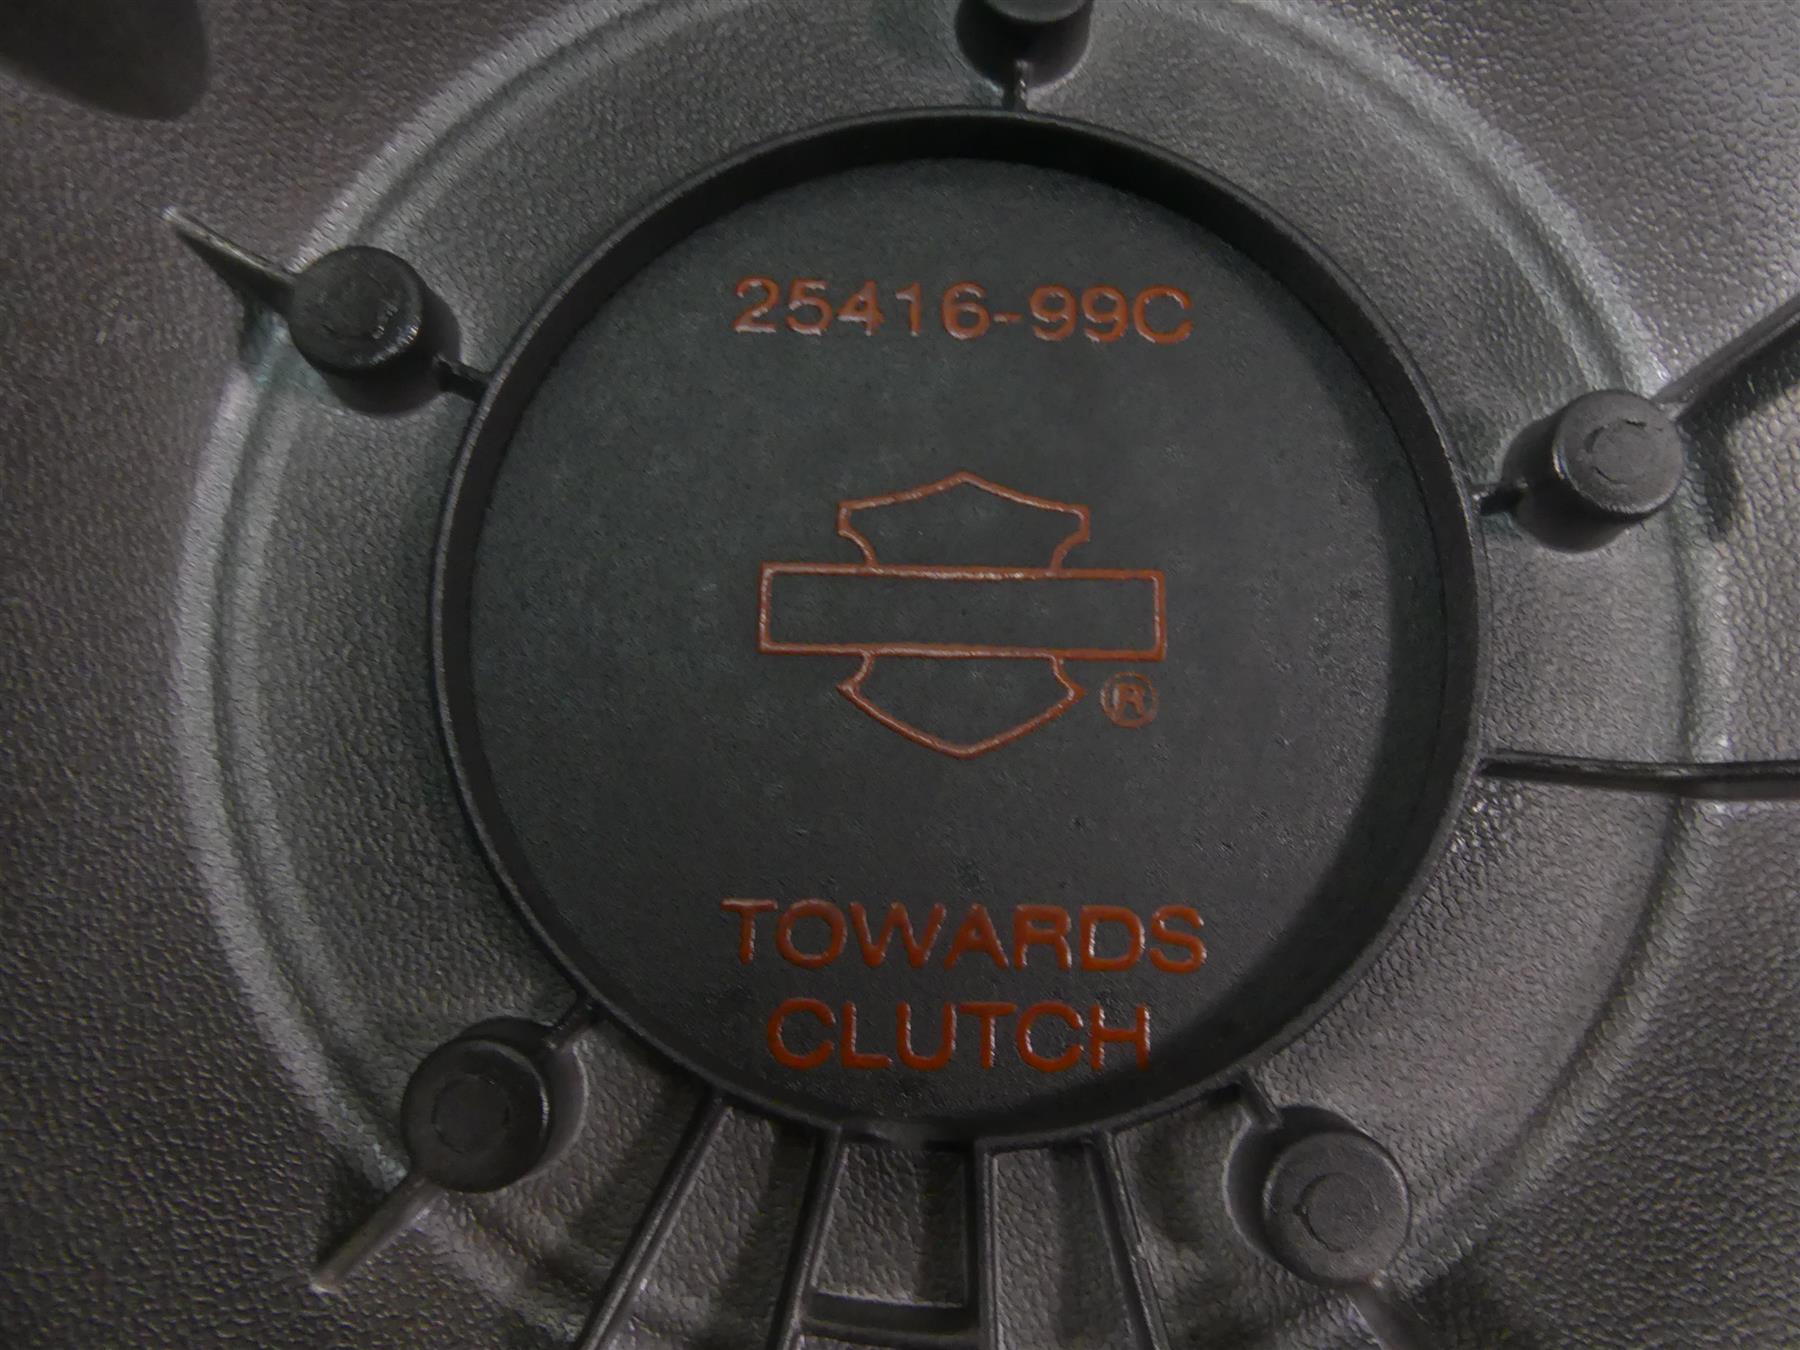 25416-99C
®
TOWARDS
CLUTCH